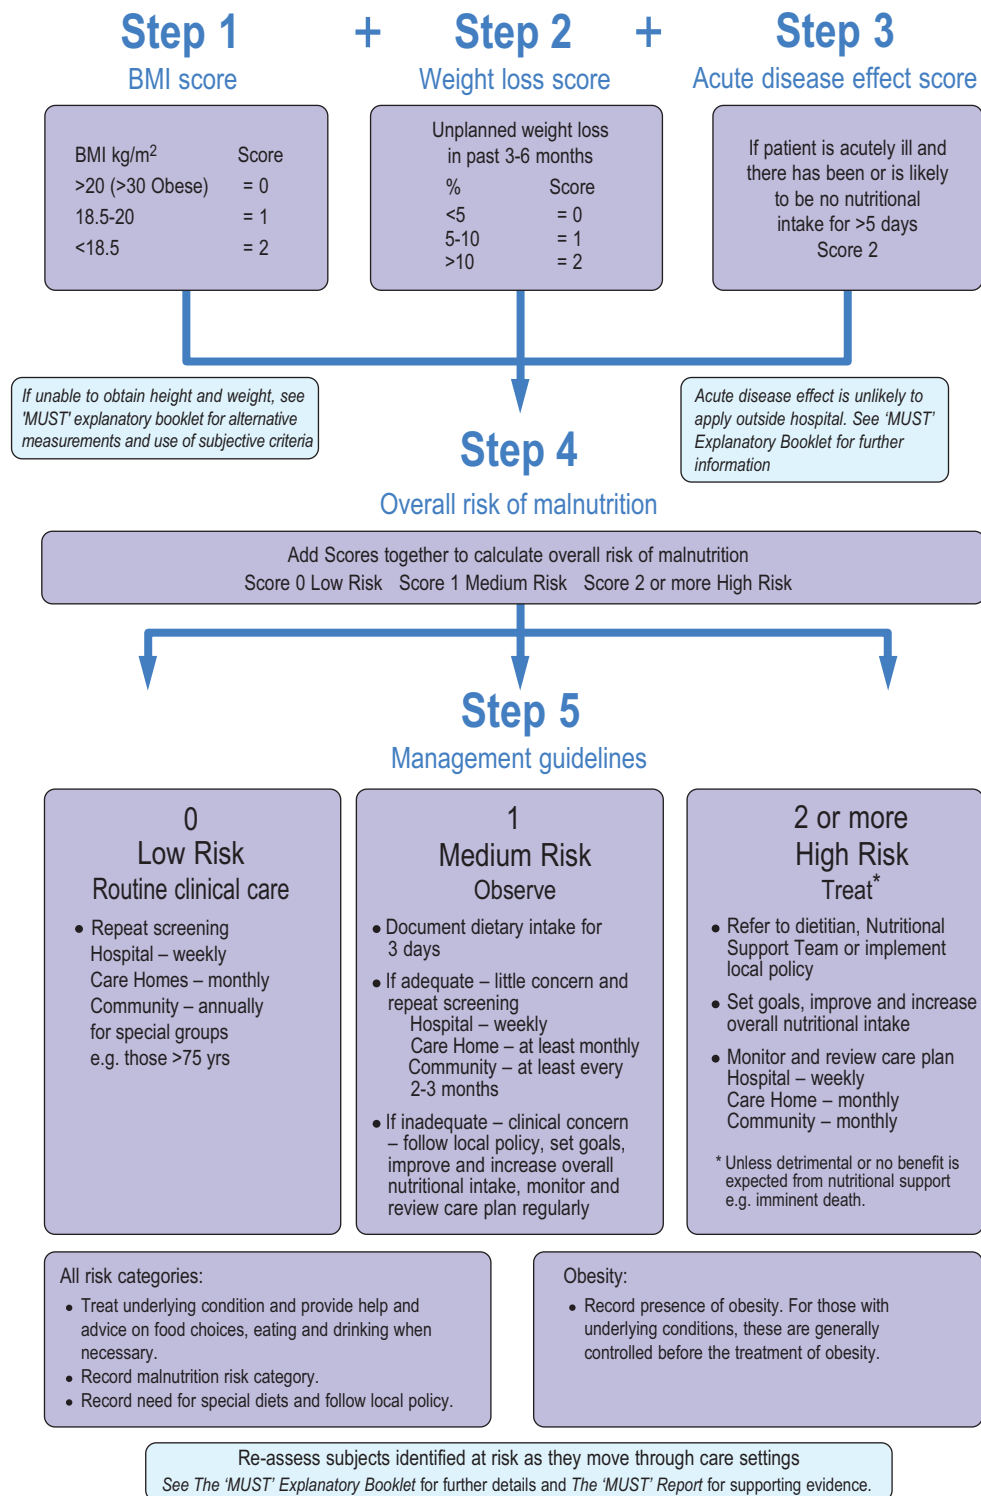 Step 1 + Step 2 + Step 3
BMI score
Weight loss score
Acute disease effect score
BMI kg/m² Score
>20 (>30 Obese) = 0
18.5-20 = 1
<18.5 = 2
Unplanned weight loss
in past 3-6 months
% Score
<5 = 0
5-10 = 1
>10 = 2
If patient is acutely ill and
there has been or is likely
to be no nutritional
intake for >5 days
Score 2
If unable to obtain height and weight, see
'MUST' explanatory booklet for alternative
measurements and use of subjective criteria
Acute disease effect is unlikely to
apply outside hospital. See ‘MUST’
Explanatory Booklet for further
information
Step 4
Overall risk of malnutrition
Add Scores together to calculate overall risk of malnutrition
Score 0 Low Risk Score 1 Medium Risk Score 2 or more High Risk
Step 5
Management guidelines
0
Low Risk
Routine clinical care
• Repeat screening
Hospital – weekly
Care Homes – monthly
Community – annually
for special groups
e.g. those >75 yrs
1
Medium Risk
Observe
• Document dietary intake for
3 days
• If adequate – little concern and
repeat screening
Hospital – weekly
Care Home – at least monthly
Community – at least every
2-3 months
• If inadequate – clinical concern
– follow local policy, set goals,
improve and increase overall
nutritional intake, monitor and
review care plan regularly
2 or more
High Risk
Treat*
• Refer to dietitian, Nutritional
Support Team or implement
local policy
• Set goals, improve and increase
overall nutritional intake
• Monitor and review care plan
Hospital – weekly
Care Home – monthly
Community – monthly
* Unless detrimental or no benefit is
expected from nutritional support
e.g. imminent death.
All risk categories:
• Treat underlying condition and provide help and
advice on food choices, eating and drinking when
necessary.
• Record malnutrition risk category.
• Record need for special diets and follow local policy.
Obesity:
• Record presence of obesity. For those with
underlying conditions, these are generally
controlled before the treatment of obesity.
Re-assess subjects identified at risk as they move through care settings
See The ‘MUST’ Explanatory Booklet for further details and The ‘MUST’ Report for supporting evidence.